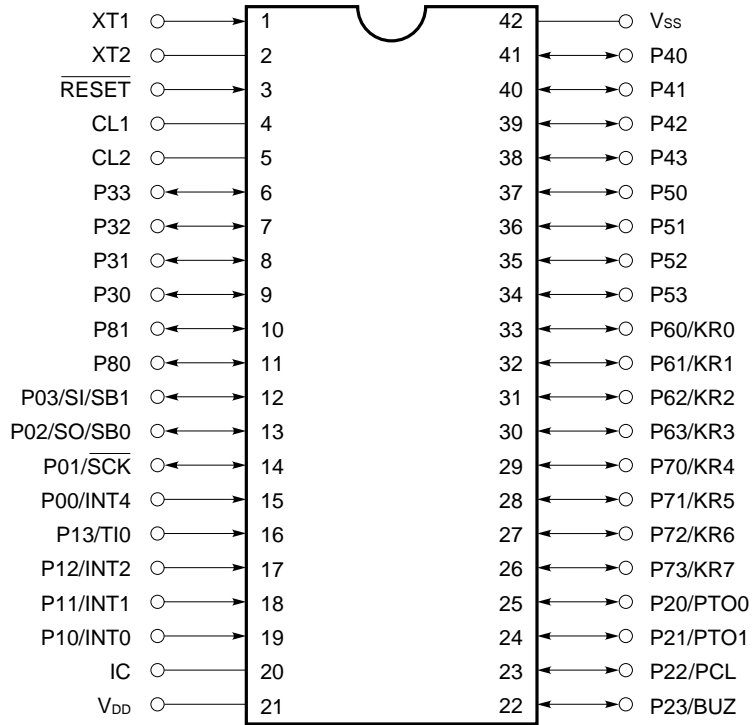 XT1 1 42 VSS
XT2 2 41 P40
RESET 3 40 P41
CL1 4 39 P42
CL2 5 38 P43
P33 6 37 P50
P32 7 36 P51
P31 8 35 P52
P30 9 34 P53
P81 10 33 P60/KR0
P80 11 32 P61/KR1
P03/SI/SB1 12 31 P62/KR2
P02/SO/SB0 13 30 P63/KR3
P01/SCK 14 29 P70/KR4
P00/INT4 15 28 P71/KR5
P13/TI0 16 27 P72/KR6
P12/INT2 17 26 P73/KR7
P11/INT1 18 25 P20/PTO0
P10/INT0 19 24 P21/PTO1
IC 20 23 P22/PCL
VDD 21 22 P23/BUZ